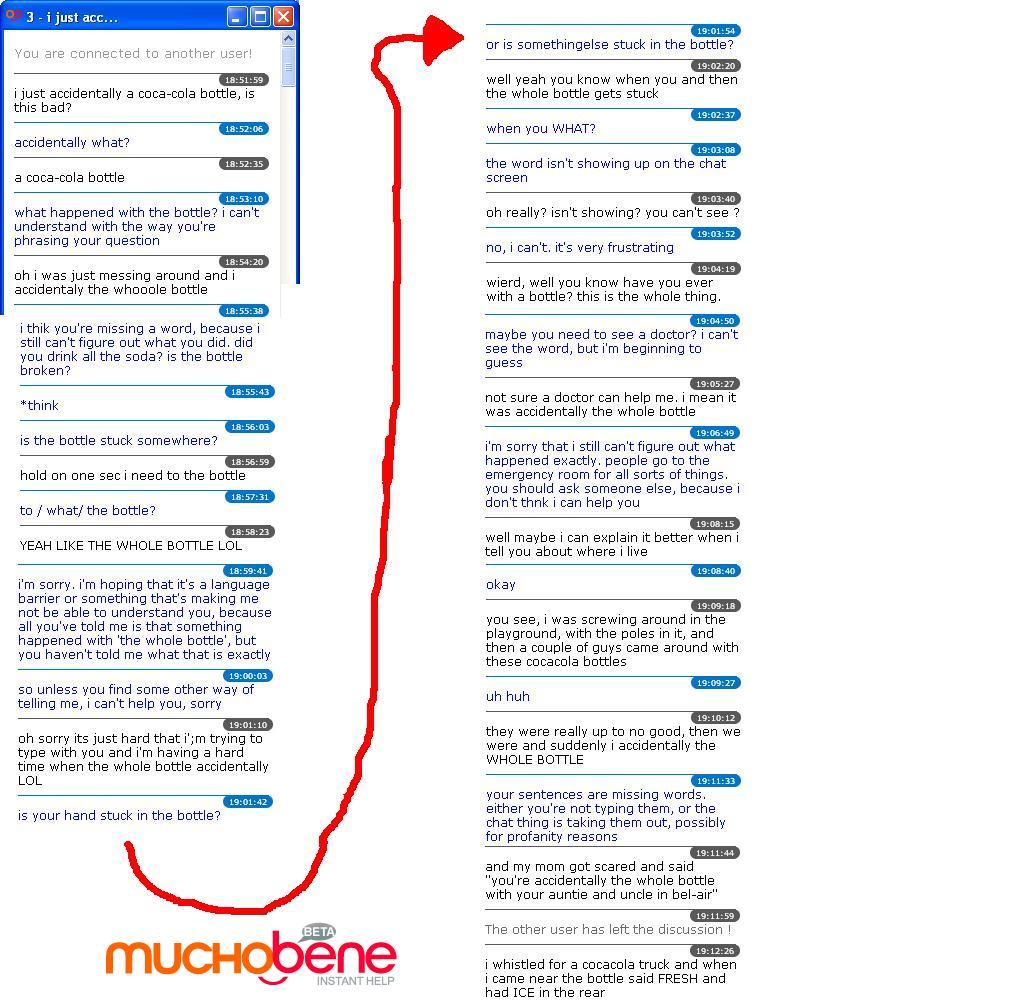 3 - i just acc...
You are connected to another user!
18:51:59
i just accidentally a coca-cola bottle, is
this bad?
18:52:06
accidentally what?
18:52:35
a coca-cola bottle
18:53:10
what happened with the bottle? i can't
understand with the way you're
phrasing your question
18:54:20
oh i was just messing around and i
accidentaly the whooole bottle
18:55:38
i thik you're missing a word, because i
still can't figure out what you did. did
you drink all the soda? is the bottle
broken?
18:55:43
*think
18:56:03
is the bottle stuck somewhere?
18:56:59
hold on one sec i need to the bottle
18:57:31
to / what/ the bottle?
18:58:23
YEAH LIKE THE WHOLE BOTTLE LOL
18:59:41
i'm sorry. i'm hoping that it's a language
barrier or something that's making me
not be able to understand you, because
all you've told me is that something
happened with 'the whole bottle', but
you haven't told me what that is exactly
19:00:03
so unless you find some other way of
telling me, i can't help you, sorry
19:01:10
oh sorry its just hard that i';m trying to
type with you and i'm having a hard
time when the whole bottle accidentally
LOL
19:01:42
is your hand stuck in the bottle?
19:01:54
or is somethingelse stuck in the bottle?
19:02:20
well yeah you know when you and then
the whole bottle gets stuck
19:02:37
when you WHAT?
19:03:08
the word isn't showing up on the chat
screen
19:03:40
oh really? isn't showing? you can't see ?
19:03:52
no, i can't. it's very frustrating
19:04:19
wierd, well you know have you ever
with a bottle? this is the whole thing.
19:04:50
maybe you need to see a doctor? i can't
see the word, but i'm beginning to
guess
19:05:27
not sure a doctor can help me. i mean it
was accidentally the whole bottle
19:06:49
i'm sorry that i still can't figure out what
happened exactly. people go to the
emergency room for all sorts of things.
you should ask someone else, because i
don't thnk i can help you
19:08:15
well maybe i can explain it better when i
tell you about where i live
19:08:40
okay
19:09:18
you see, i was screwing around in the
playground, with the poles in it, and
then a couple of guys came around with
these cocacola bottles
19:09:27
uh huh
19:10:12
they were really up to no good, then we
were and suddenly i accidentally the
WHOLE BOTTLE
19:11:33
your sentences are missing words.
either you're not typing them, or the
chat thing is taking them out, possibly
for profanity reasons
19:11:44
and my mom got scared and said
"you're accidentally the whole bottle
with your auntie and uncle in bel-air"
19:11:59
The other user has left the discussion !
19:12:26
i whistled for a cocacola truck and when
i came near the bottle said FRESH and
had ICE in the rear
BETA
muchobene
INSTANT HELP